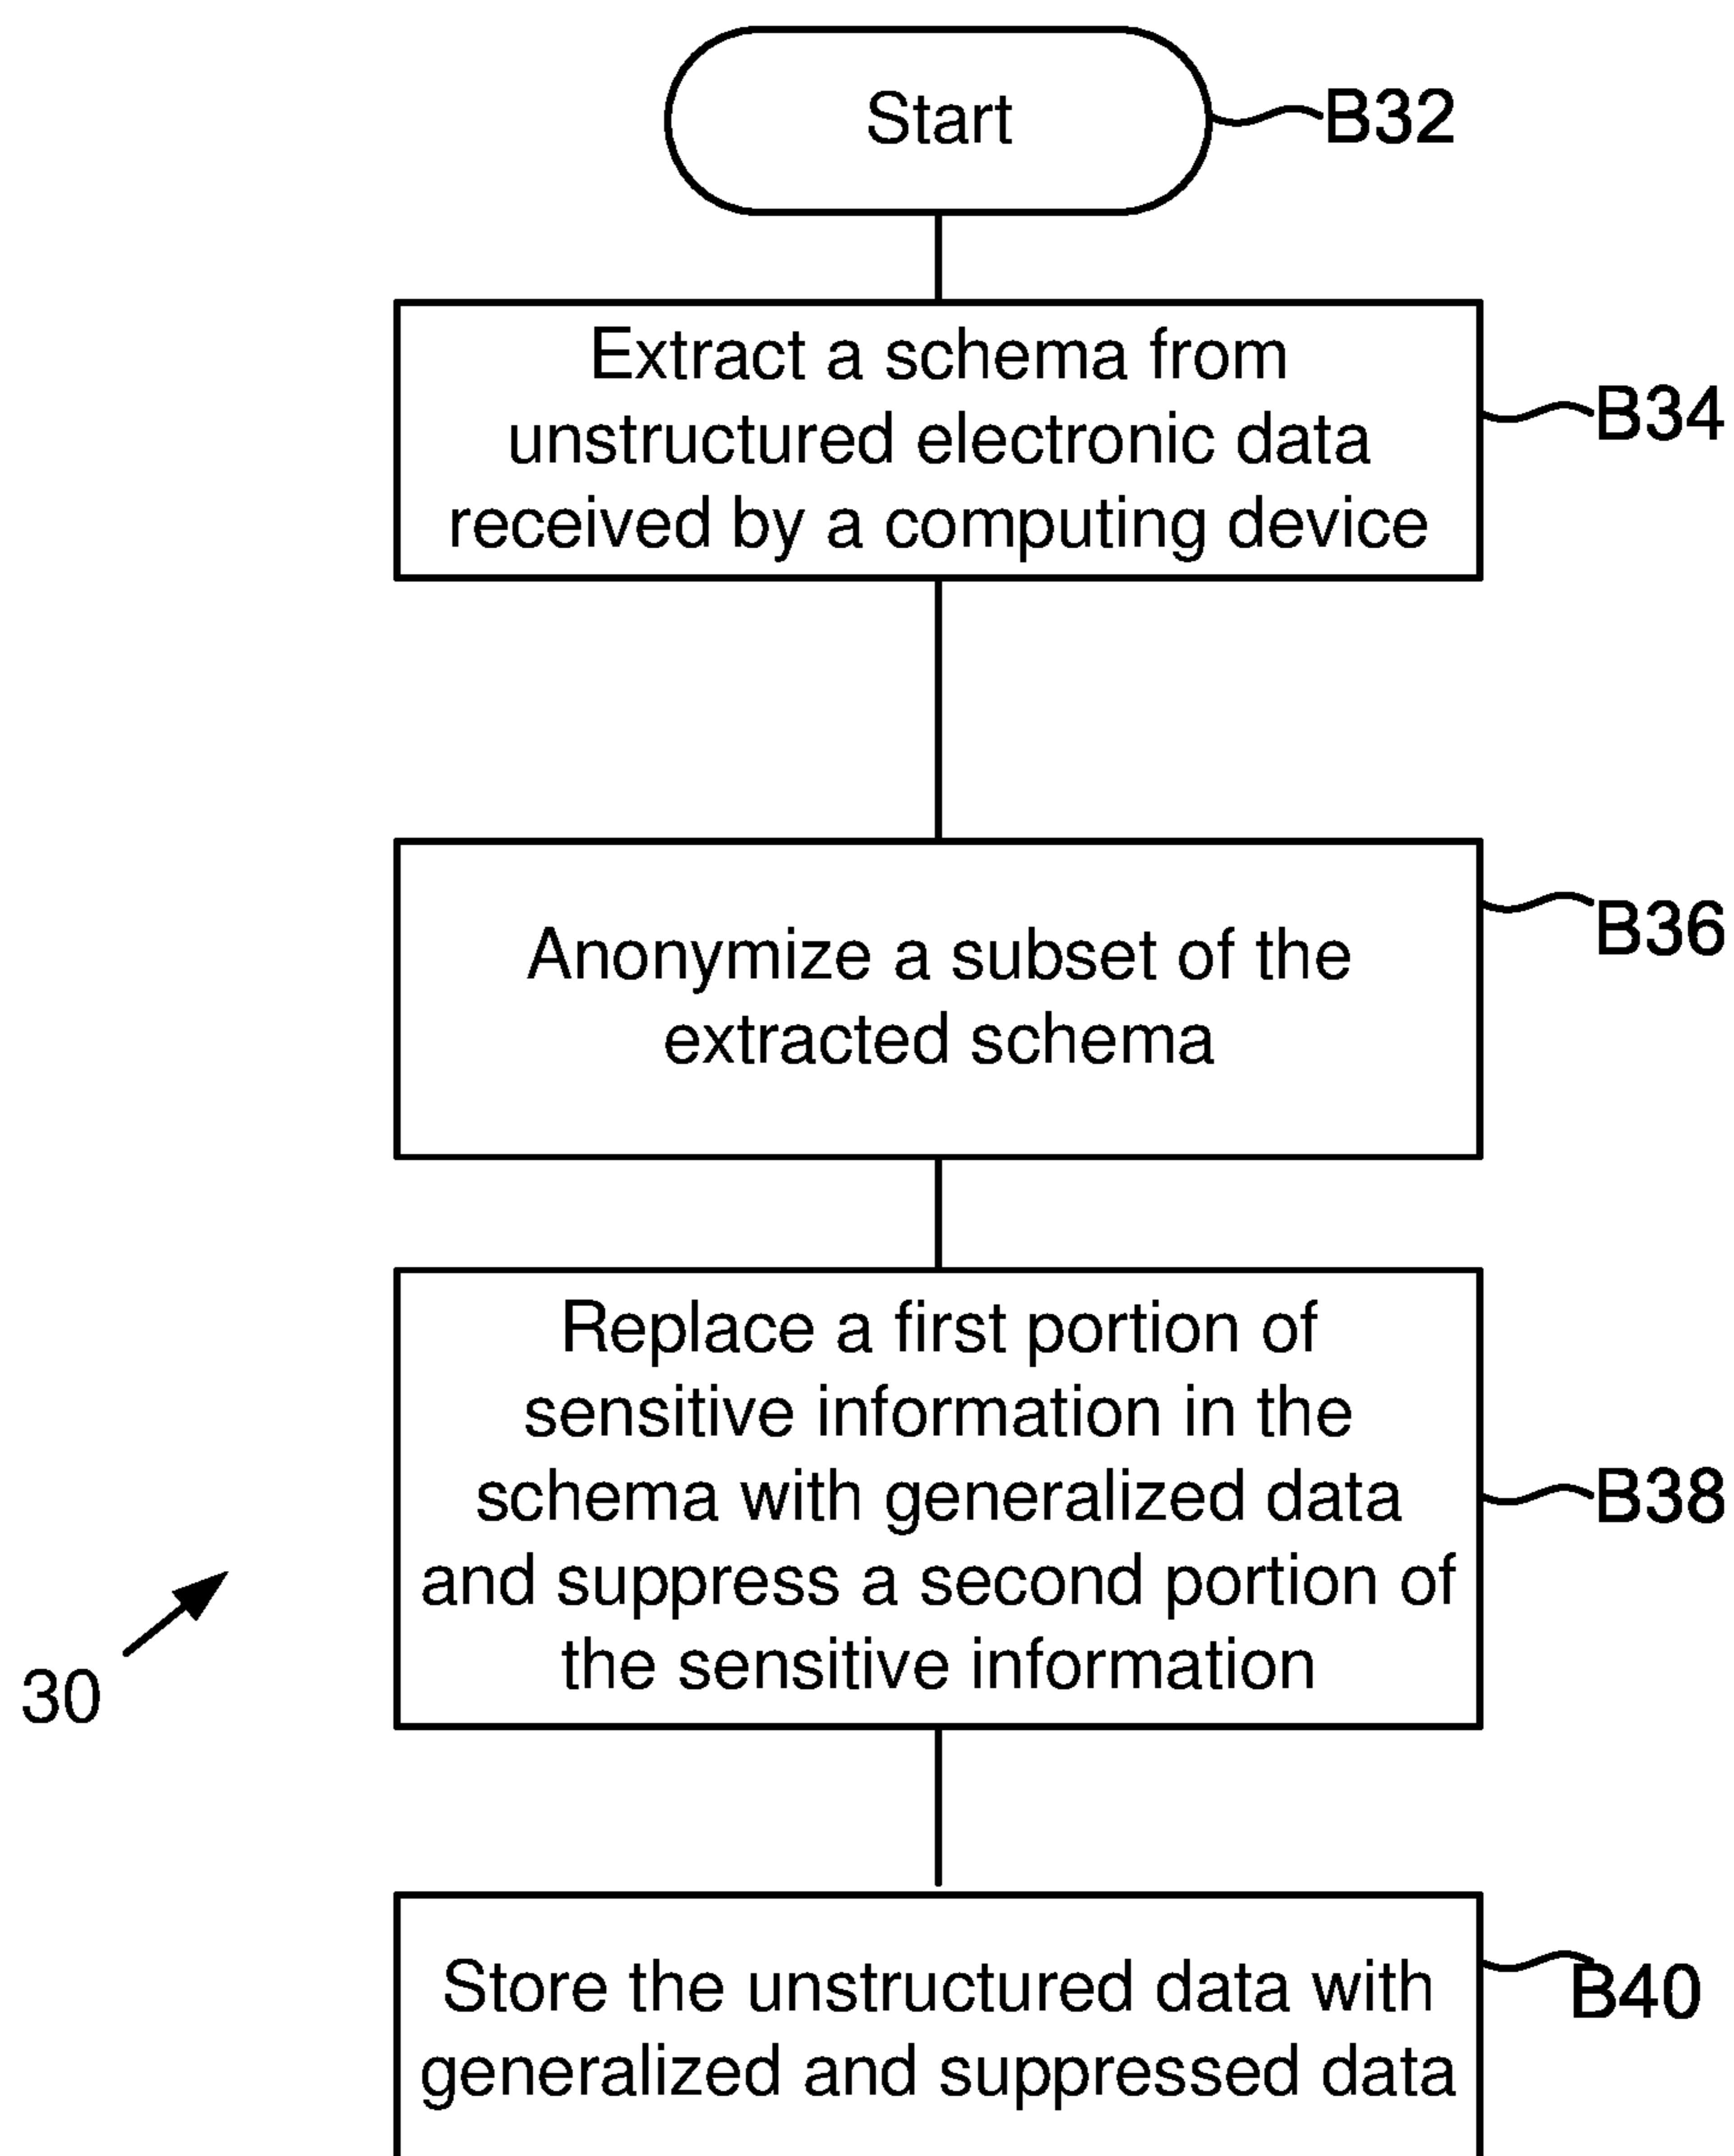 Start
B32
Extract a schema from
unstructured electronic data
received by a computing device
B34
Anonymize a subset of the
extracted schema
B36
Replace a first portion of
sensitive information in the
schema with generalized data
and suppress a second portion of
the sensitive information
B38
30
Store the unstructured data with
generalized and suppressed data
B40